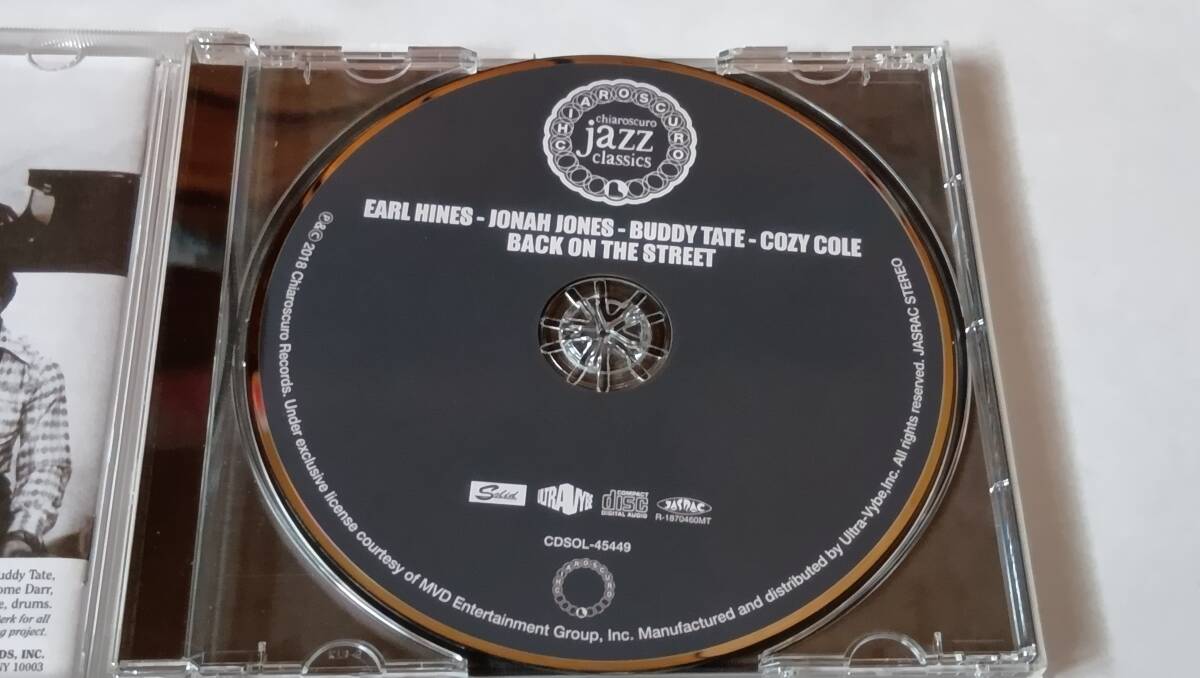 CHIAROSCURO
chiaroscuro
jazz
classics
EARL HINES - JONAH JONES - BUDDY TATE - COZY COLE
BACK ON THE STREET
℗&© 2018 Chiaroscuro Records. Under exclusive license courtesy of MVD Entertainment Group, Inc. Manufactured and distributed by Ultra-Vybe,Inc. All rights reserved. JASRAC STEREO
Solid
ULTRA-VYBE
COMPACT
disc
DIGITAL AUDIO
JASRAC
R-1870460MT
CDSOL-45449
CHIAROSCURO
uddy Tate,
ome Darr,
e, drums.
erk for all
g project.
DS, INC.
NY 10003